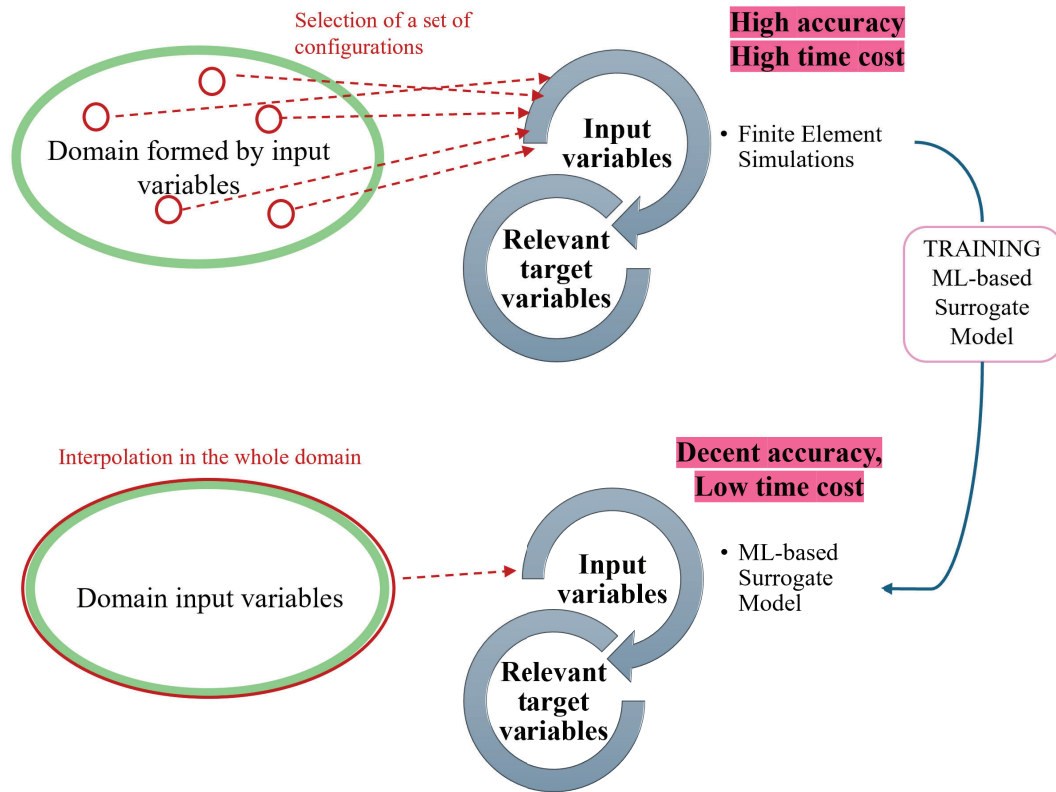 Selection of a set of
configurations
High accuracy
High time cost
Domain formed by input
variables
Input
variables
• Finite Element
Simulations
Relevant
target
variables
TRAINING
ML-based
Surrogate
Model
Interpolation in the whole domain
Decent accuracy,
Low time cost
Domain input variables
Input
variables
• ML-based
Surrogate
Model
Relevant
target
variables